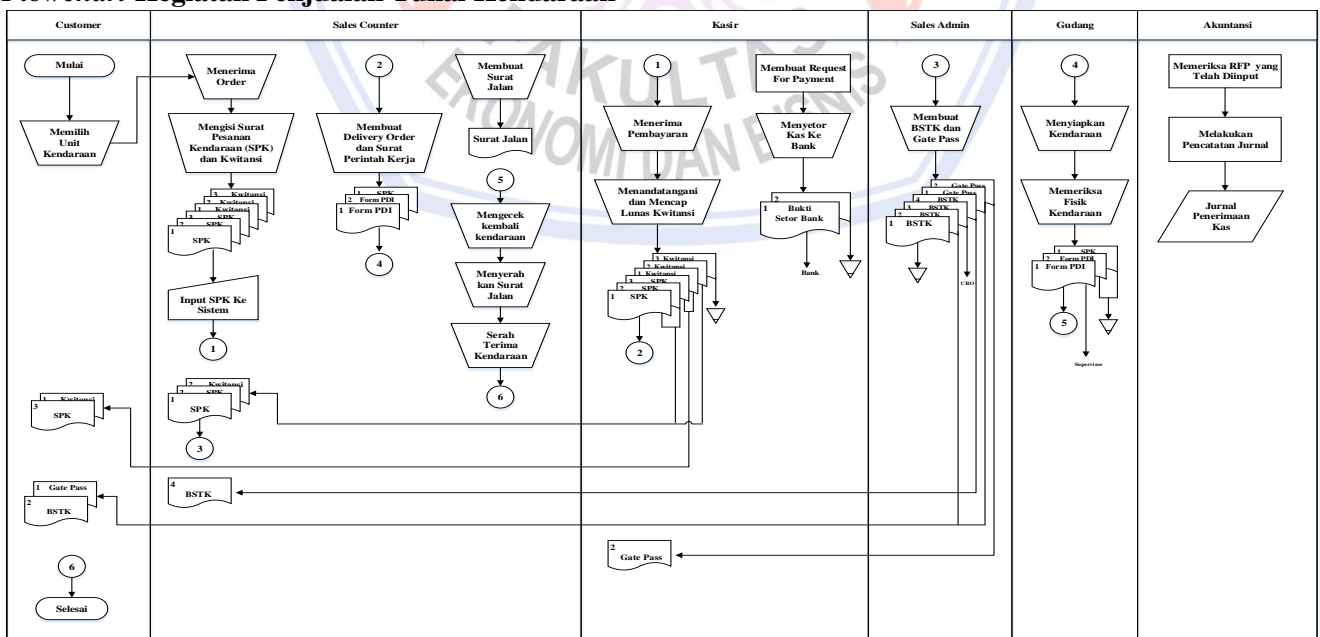 Flowchart Kegiatan Penjualan Tunai Kendaraan
FAKULTAS
EKONOMI DAN BISNIS
Customer
Sales Counter
Kasir
Sales Admin
Gudang
Akuntansi
Mulai
Memilih
Unit
Kendaraan
3
SPK
1 Kwitansi
1 Gate Pass
2
BSTK
6
Selesai
Menerima
Order
Mengisi Surat
Pesanan
Kendaraan (SPK)
dan Kwitansi
3 Kwitansi
2 Kwitansi
1 Kwitansi
3 SPK
2 SPK
1
SPK
Input SPK Ke
Sistem
1
2 Kwitansi
2 SPK
1
SPK
3
4
BSTK
2
Membuat
Delivery Order
dan Surat
Perintah Kerja
1 SPK
2 Form PDI
1 Form PDI
4
Membuat
Surat
Jalan
Surat Jalan
5
Mengecek
kembali
kendaraan
Menyerah
kan Surat
Jalan
Serah
Terima
Kendaraan
6
1
Menerima
Pembayaran
Menandatangani
dan Mencap
Lunas Kwitansi
3 Kwitansi
2 Kwitansi
1 Kwitansi
3 SPK
2 SPK
1 SPK
2
Membuat Request
For Payment
Menyetor
Kas Ke
Bank
2
1 Bukti
Setor Bank
Bank
2
Gate Pass
3
Membuat
BSTK dan
Gate Pass
2 Gate Pass
1 Gate Pass
4 BSTK
3 BSTK
2 BSTK
1
BSTK
CRO
4
Menyiapkan
Kendaraan
Memeriksa
Fisik
Kendaraan
1 SPK
2 Form PDI
1 Form PDI
5
Supervisor
Memeriksa RFP yang
Telah Diinput
Melakukan
Pencatatan Jurnal
Jurnal
Penerimaan
Kas